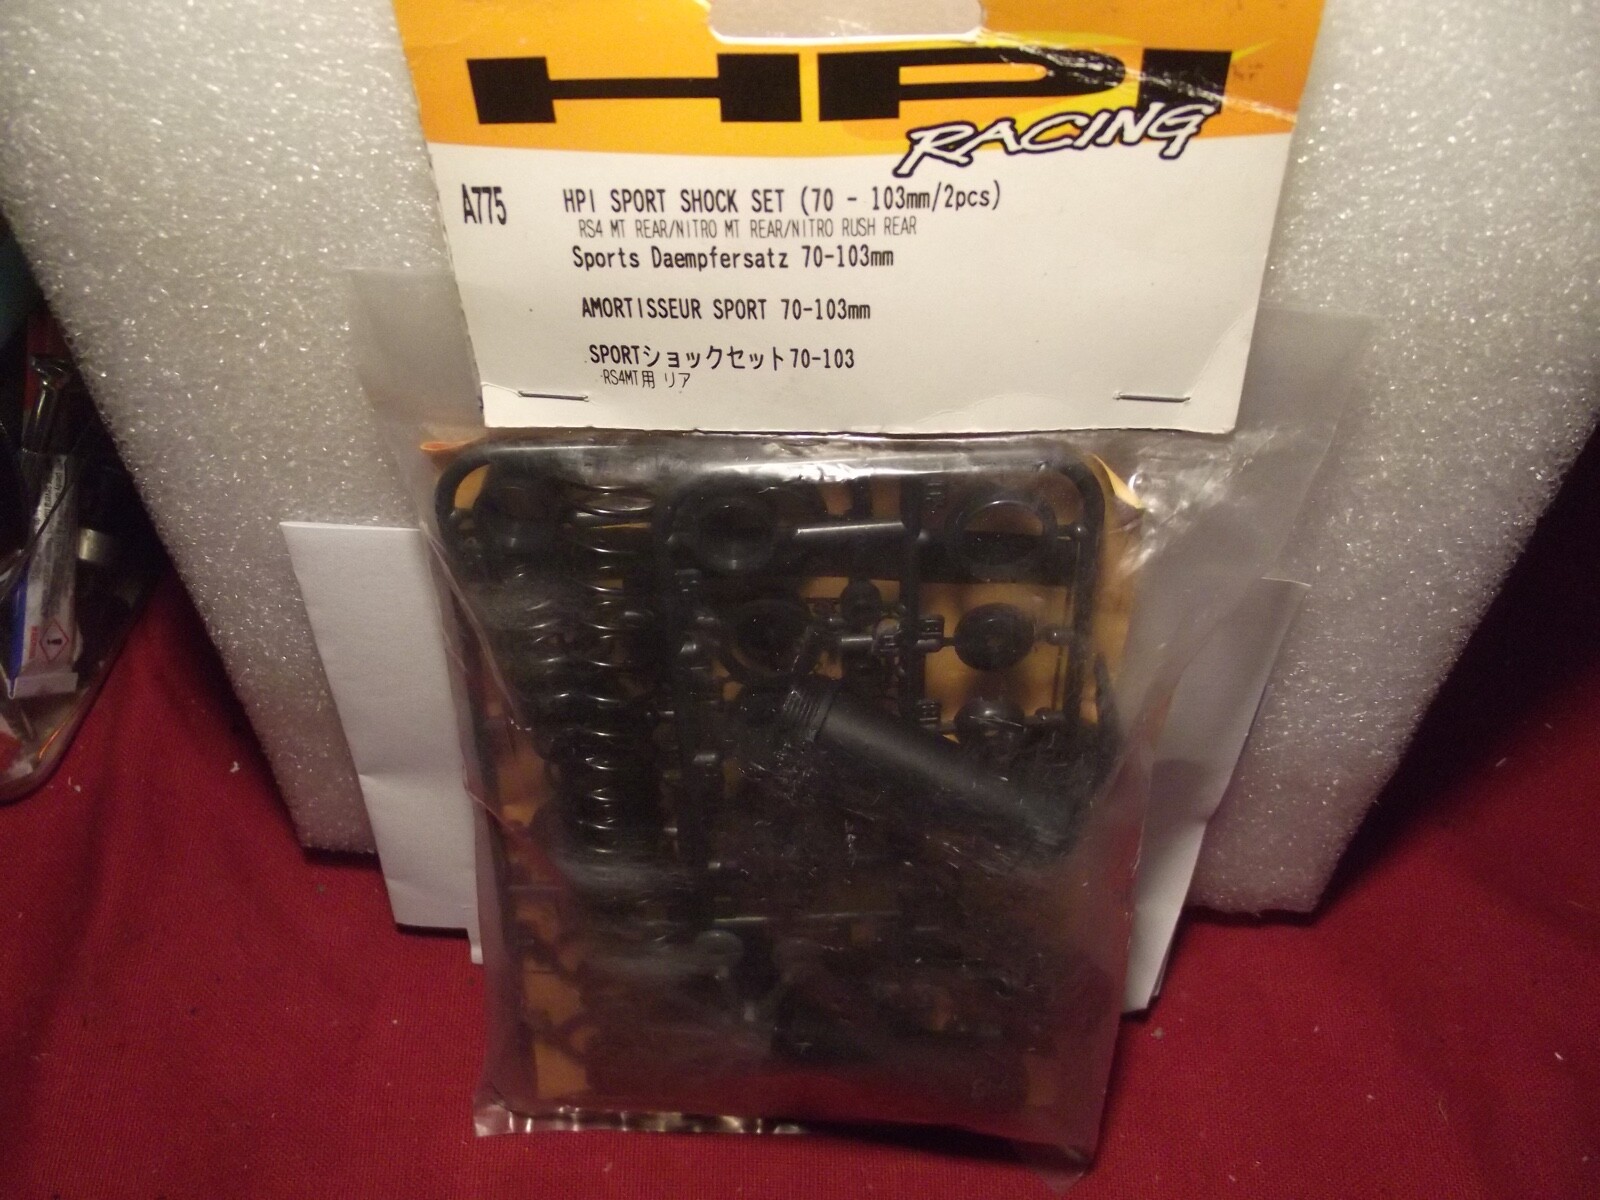 HPI
RACING
A775 HPI SPORT SHOCK SET (70 - 103mm/2pcs)
RS4 MT REAR/NITRO MT REAR/NITRO RUSH REAR
Sports Daempfersatz 70-103mm
AMORTISSEUR SPORT 70-103mm
SPORTショックセット70-103
RS4MT用 リア